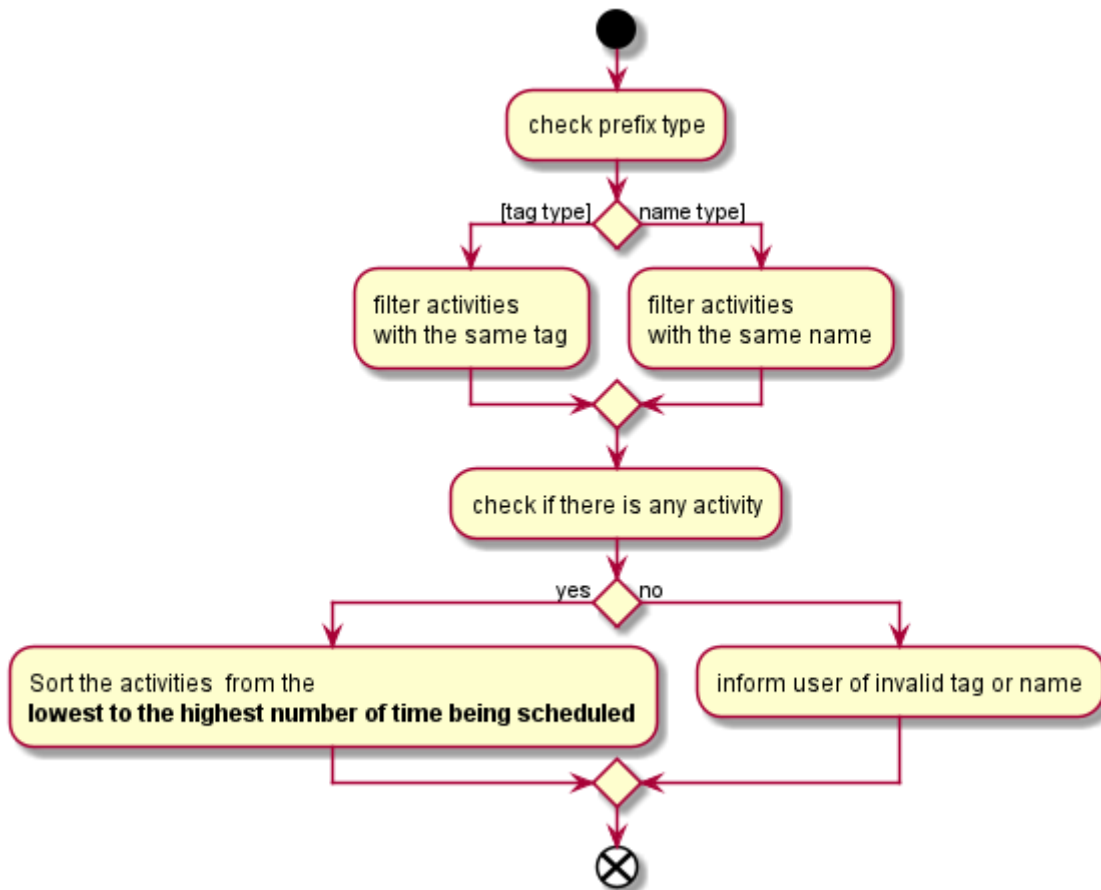 check prefix type
[tag type]
name type]
filter activities
with the same tag
filter activities
with the same name
check if there is any activity
yes
no
Sort the activities  from the
lowest to the highest number of time being scheduled
inform user of invalid tag or name